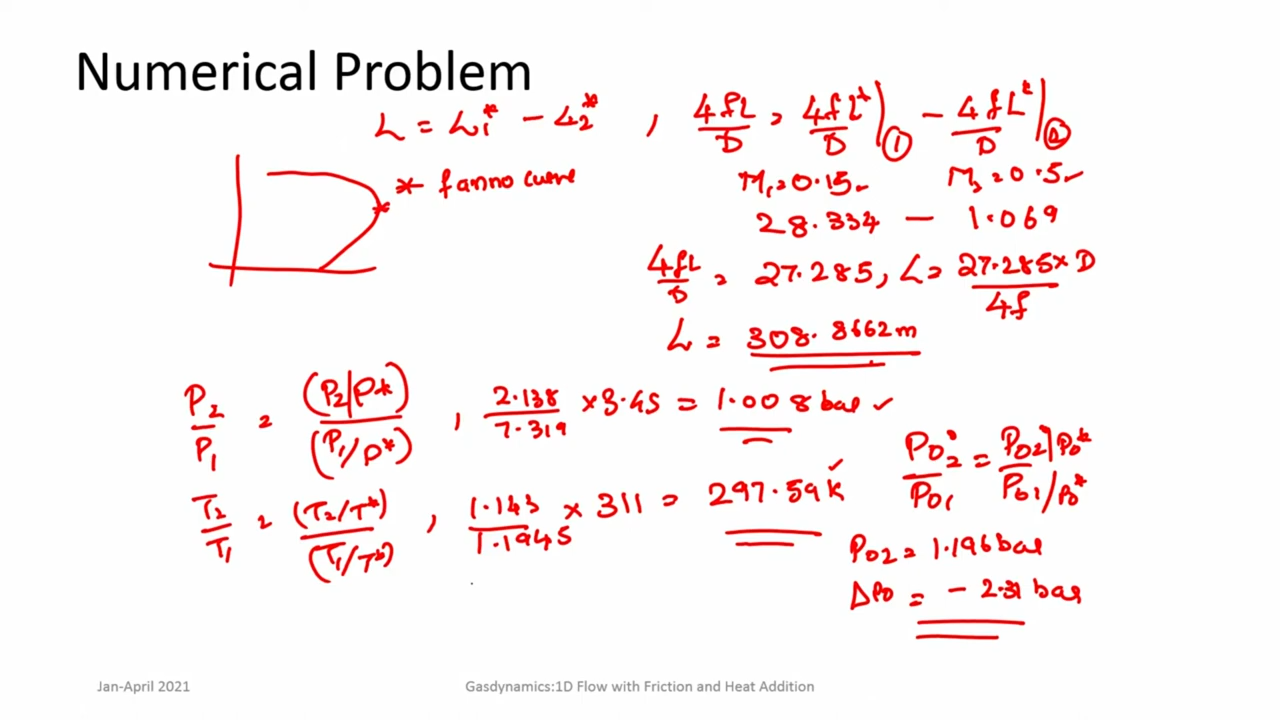 Numerical Problem
L = L₁* - L₂* , 4fL/D = 4fL*/D |① - 4fL*/D |②
* fanno curve
M₁ = 0.15 M₂ = 0.5
28.334 - 1.069
4fL/D = 27.285, L = 27.285 × D / 4f
L = 308.8662m
P₂/P₁ = (P₂/P*)/(P₁/P*) , 2.138/7.319 × 3.45 = 1.008 bar ✓
T₂/T₁ = (T₂/T*)/(T₁/T*) , 1.143/1.1945 × 311 = 297.59K ✓
P₀₂/P₀₁ = P₀₂/P₀* / P₀₁/P₀*
P₀₂ = 1.196 bar
ΔP₀ = - 2.31 bar
Jan-April 2021
Gasdynamics:1D Flow with Friction and Heat Addition